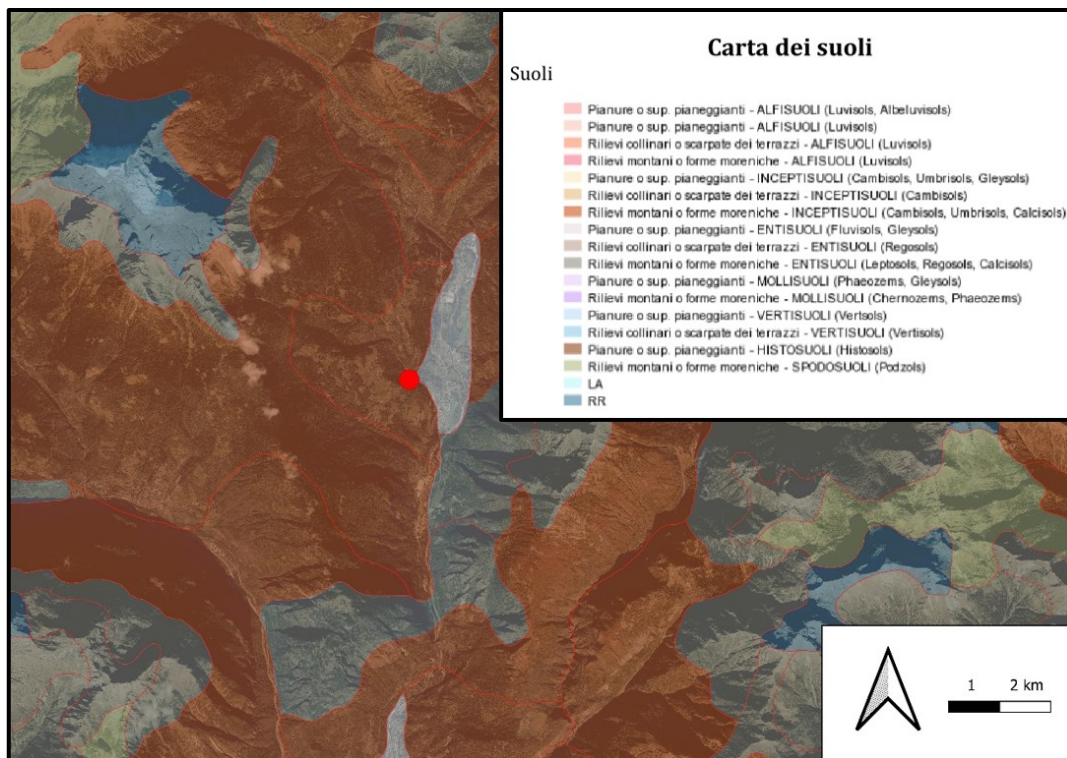 Carta dei suoli
Suoli
Pianure o sup. pianeggianti - ALFISUOLI (Luvisols, Albeluvisols)
Pianure o sup. pianeggianti - ALFISUOLI (Luvisols)
Rilievi collinari o scarpate dei terrazzi - ALFISUOLI (Luvisols)
Rilievi montani o forme moreniche - ALFISUOLI (Luvisols)
Pianure o sup. pianeggianti - INCEPTISUOLI (Cambisols, Umbrisols, Gleysols)
Rilievi collinari o scarpate dei terrazzi - INCEPTISUOLI (Cambisols)
Rilievi montani o forme moreniche - INCEPTISUOLI (Cambisols, Umbrisols, Calcisols)
Pianure o sup. pianeggianti - ENTISUOLI (Fluvisols, Gleysols)
Rilievi collinari o scarpate dei terrazzi - ENTISUOLI (Regosols)
Rilievi montani o forme moreniche - ENTISUOLI (Leptosols, Regosols, Calcisols)
Pianure o sup. pianeggianti - MOLLISUOLI (Phaeozems, Gleysols)
Rilievi montani o forme moreniche - MOLLISUOLI (Chernozems, Phaeozems)
Pianure o sup. pianeggianti - VERTISUOLI (Vertsols)
Rilievi collinari o scarpate dei terrazzi - VERTISUOLI (Vertisols)
Pianure o sup. pianeggianti - HISTOSUOLI (Histosols)
Rilievi montani o forme moreniche - SPODOSUOLI (Podzols)
LA
RR
1 2 km